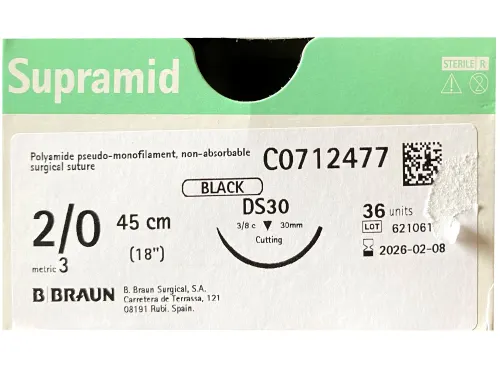 Supramid
STERILE R
Polyamide pseudo-monofilament, non-absorbable
surgical suture
C0712477
BLACK
2/0 45 cm
(18")
metric 3
DS30
3/8 c ▼ 30mm
Cutting
36 units
LOT 621061
2026-02-08
B|BRAUN
B. Braun Surgical, S.A.
Carretera de Terrassa, 121
08191 Rubí. Spain.